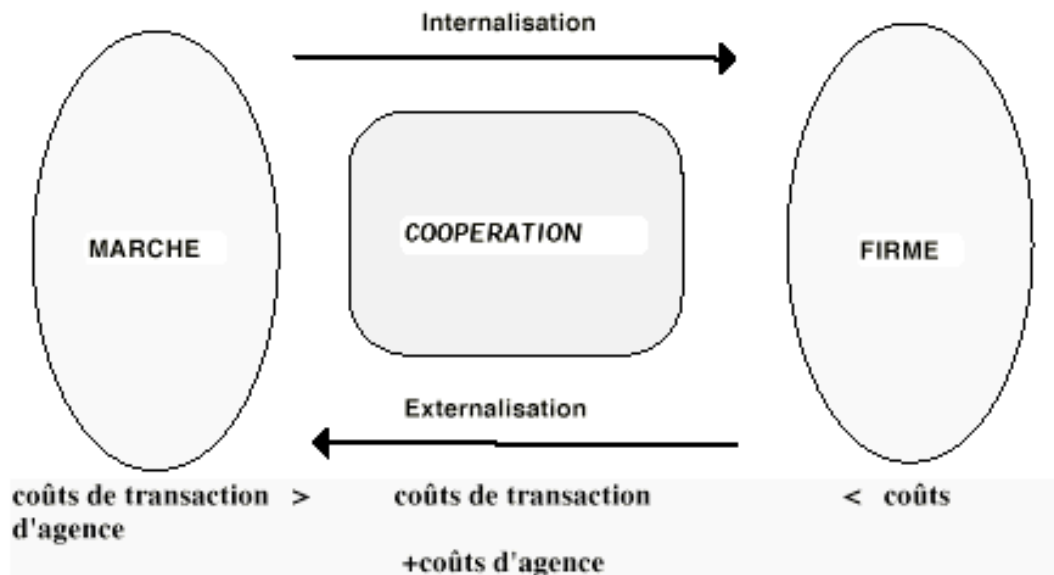 Internalisation
MARCHE
COOPERATION
FIRME
Externalisation
coûts de transaction > coûts de transaction < coûts
d'agence
+coûts d'agence